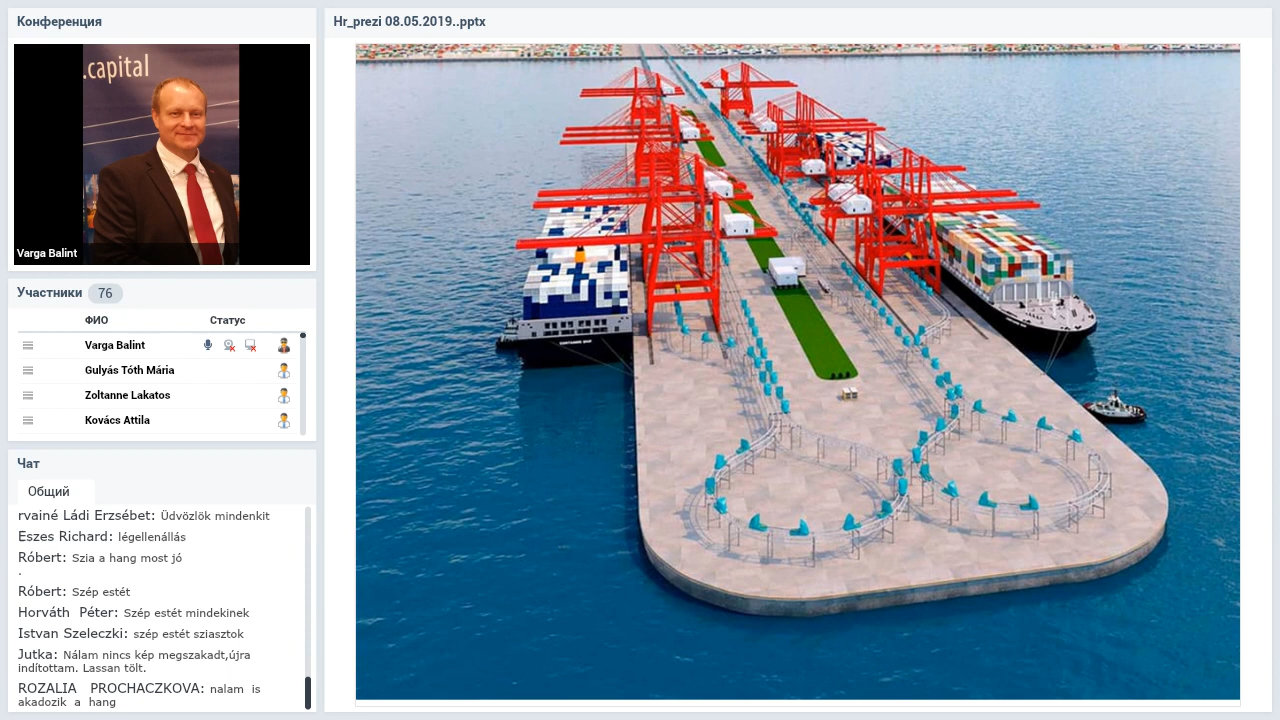 Конференция
Hr_prezi 08.05.2019..pptx
.capital
Varga Balint
Участники 76
ФИО Статус
Varga Balint
Gulyás Tóth Mária
Zoltanne Lakatos
Kovács Attila
Чат
Общий
rvainé Ládi Erzsébet: Üdvözlök mindenkit
Eszes Richard: légellenállás
Róbert: Szia a hang most jó
.
Róbert: Szép estét
Horváth Péter: Szép estét mindekinek
Istvan Szeleczki: szép estét sziasztok
Jutka: Nálam nincs kép megszakadt,újra
indítottam. Lassan tölt.
ROZALIA PROCHACZKOVA: nalam is
akadozik a hang